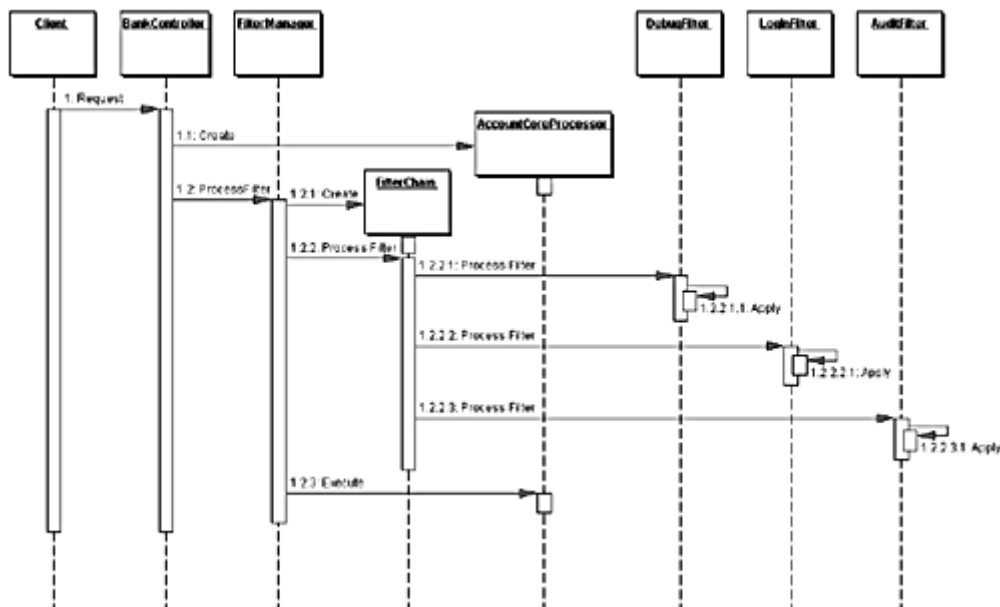 Client
BankController
FilterManager
DebugFilter
LoginFilter
AuditFilter
1: Request
AccountCoreProcessor
1.1: Create
FilterChain
1.2: ProcessFilter
1.2.1: Create
1.2.2: Process Filter
1.2.2.1: Process Filter
1.2.2.1.1: Apply
1.2.2.2: Process Filter
1.2.2.2.1: Apply
1.2.2.3: Process Filter
1.2.2.3.1: Apply
1.2.3: Execute